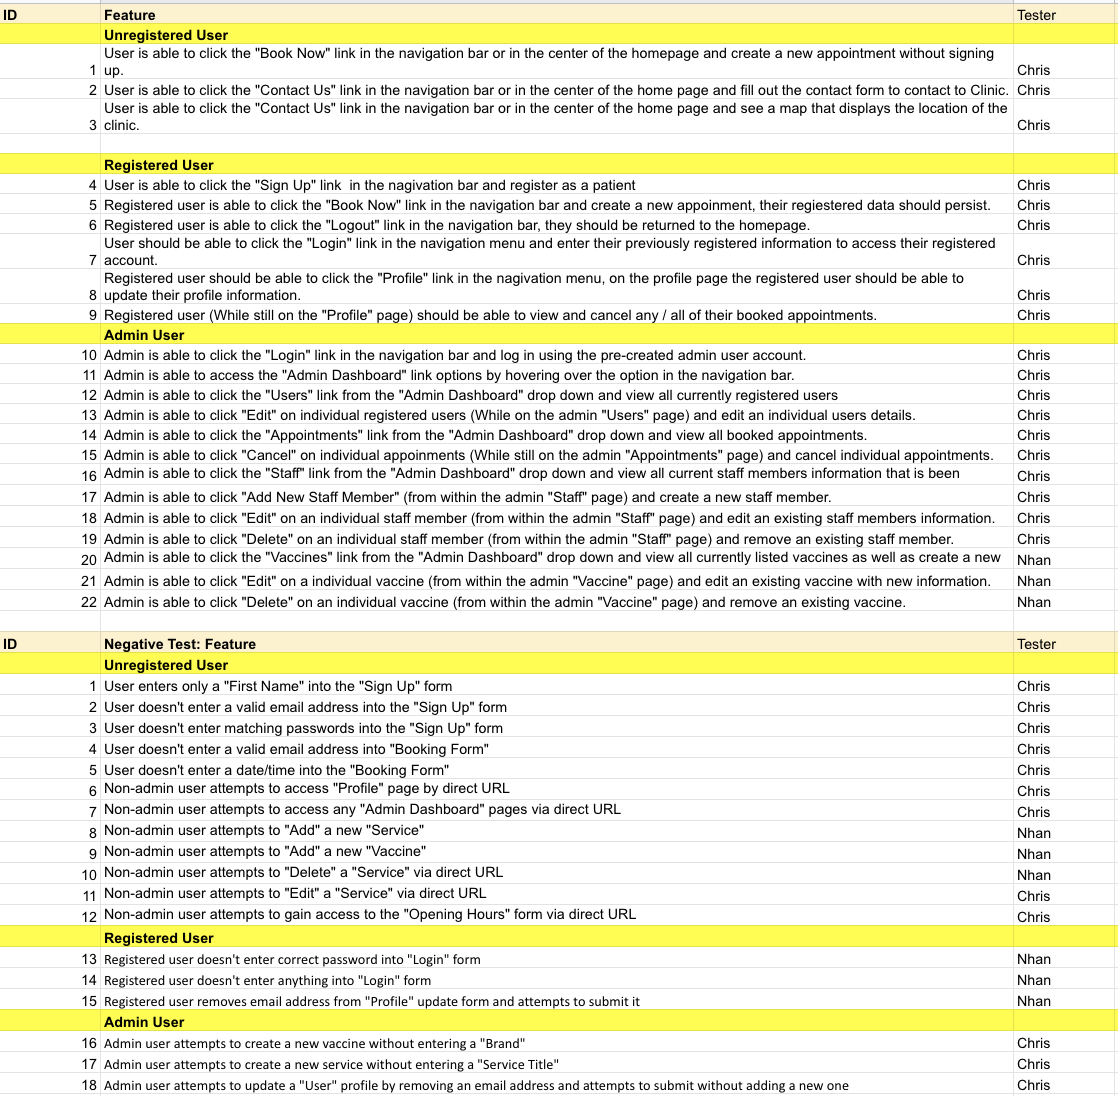 ID Feature Tester
Unregistered User
User is able to click the "Book Now" link in the navigation bar or in the center of the homepage and create a new appointment without signing
1 up. Chris
2 User is able to click the "Contact Us" link in the navigation bar or in the center of the home page and fill out the contact form to contact to Clinic. Chris
User is able to click the "Contact Us" link in the navigation bar or in the center of the home page and see a map that displays the location of the
3 clinic. Chris
Registered User
4 User is able to click the "Sign Up" link  in the nagivation bar and register as a patient Chris
5 Registered user is able to click the "Book Now" link in the navigation bar and create a new appoinment, their regiestered data should persist. Chris
6 Registered user is able to click the "Logout" link in the navigation bar, they should be returned to the homepage. Chris
User should be able to click the "Login" link in the navigation menu and enter their previously registered information to access their registered
7 account. Chris
Registered user should be able to click the "Profile" link in the nagivation menu, on the profile page the registered user should be able to
8 update their profile information. Chris
9 Registered user (While still on the "Profile" page) should be able to view and cancel any / all of their booked appointments. Chris
Admin User
10 Admin is able to click the "Login" link in the navigation bar and log in using the pre-created admin user account. Chris
11 Admin is able to access the "Admin Dashboard" link options by hovering over the option in the navigation bar. Chris
12 Admin is able to click the "Users" link from the "Admin Dashboard" drop down and view all currently registered users Chris
13 Admin is able to click "Edit" on individual registered users (While on the admin "Users" page) and edit an individual users details. Chris
14 Admin is able to click the "Appointments" link from the "Admin Dashboard" drop down and view all booked appointments. Chris
15 Admin is able to click "Cancel" on individual appoinments (While still on the admin "Appointments" page) and cancel individual appointments. Chris
16 Admin is able to click the "Staff" link from the "Admin Dashboard" drop down and view all current staff members information that is been Chris
17 Admin is able to click "Add New Staff Member" (from within the admin "Staff" page) and create a new staff member. Chris
18 Admin is able to click "Edit" on an individual staff member (from within the admin "Staff" page) and edit an existing staff members information. Chris
19 Admin is able to click "Delete" on an individual staff member (from within the admin "Staff" page) and remove an existing staff member. Chris
20 Admin is able to click the "Vaccines" link from the "Admin Dashboard" drop down and view all currently listed vaccines as well as create a new Nhan
21 Admin is able to click "Edit" on a individual vaccine (from within the admin "Vaccine" page) and edit an existing vaccine with new information. Nhan
22 Admin is able to click "Delete" on an individual vaccine (from within the admin "Vaccine" page) and remove an existing vaccine. Nhan
ID Negative Test: Feature Tester
Unregistered User
1 User enters only a "First Name" into the "Sign Up" form Chris
2 User doesn't enter a valid email address into the "Sign Up" form Chris
3 User doesn't enter matching passwords into the "Sign Up" form Chris
4 User doesn't enter a valid email address into "Booking Form" Chris
5 User doesn't enter a date/time into the "Booking Form" Chris
6 Non-admin user attempts to access "Profile" page by direct URL Chris
7 Non-admin user attempts to access any "Admin Dashboard" pages via direct URL Chris
8 Non-admin user attempts to "Add" a new "Service" Nhan
9 Non-admin user attempts to "Add" a new "Vaccine" Nhan
10 Non-admin user attempts to "Delete" a "Service" via direct URL Nhan
11 Non-admin user attempts to "Edit" a "Service" via direct URL Chris
12 Non-admin user attempts to gain access to the "Opening Hours" form via direct URL Chris
Registered User
13 Registered user doesn't enter correct password into "Login" form Nhan
14 Registered user doesn't enter anything into "Login" form Nhan
15 Registered user removes email address from "Profile" update form and attempts to submit it Nhan
Admin User
16 Admin user attempts to create a new vaccine without entering a "Brand" Chris
17 Admin user attempts to create a new service without entering a "Service Title" Chris
18 Admin user attempts to update a "User" profile by removing an email address and attempts to submit without adding a new one Chris